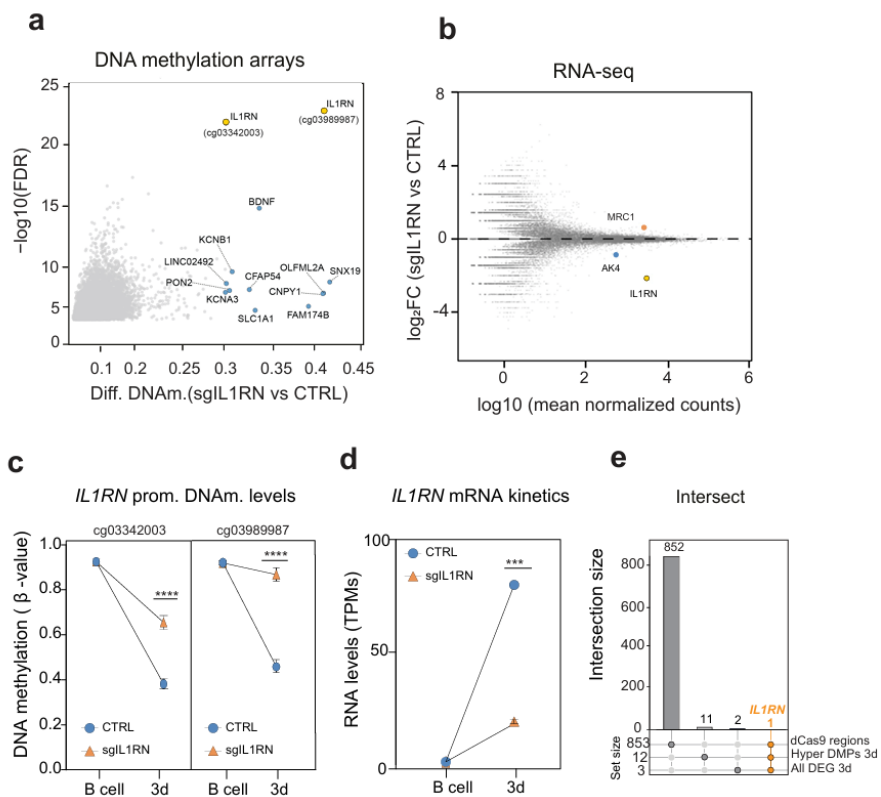 a
DNA methylation arrays
−log10(FDR)
25
20
15
10
5
0
IL1RN
(cg03342003)
IL1RN
(cg03989987)
BDNF
KCNB1
LINC02492
PON2
KCNA3
CFAP54
SLC1A1
OLFML2A
CNPY1
SNX19
FAM174B
0.1 0.2 0.3 0.35 0.4 0.45
Diff. DNAm.(sgIL1RN vs CTRL)
b
RNA-seq
log₂FC (sgIL1RN vs CTRL)
8
4
0
-4
MRC1
AK4
IL1RN
0 2 4 6
log10 (mean normalized counts)
c
IL1RN prom. DNAm. levels
cg03342003 cg03989987
DNA methylation ( β -value)
1.0
0.8
0.6
0.4
0.2
0.0
****
****
CTRL
sgIL1RN
CTRL
sgIL1RN
B cell 3d B cell 3d
d
IL1RN mRNA kinetics
RNA levels (TPMs)
100
50
0
CTRL
sgIL1RN
***
B cell 3d
e
Intersect
Intersection size
800
600
400
200
0
852
11
2
IL1RN
1
Set size
853 dCas9 regions
12 Hyper DMPs 3d
3 All DEG 3d